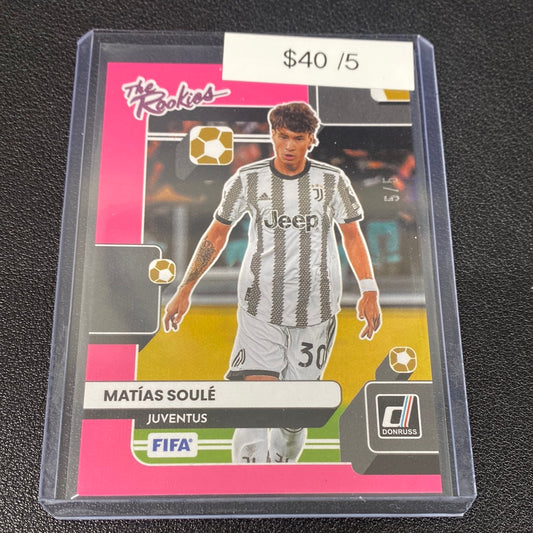 $40 /5
The
Rookies
5/5
Jeep
30
MATÍAS SOULÉ
JUVENTUS
FIFA
DONRUSS